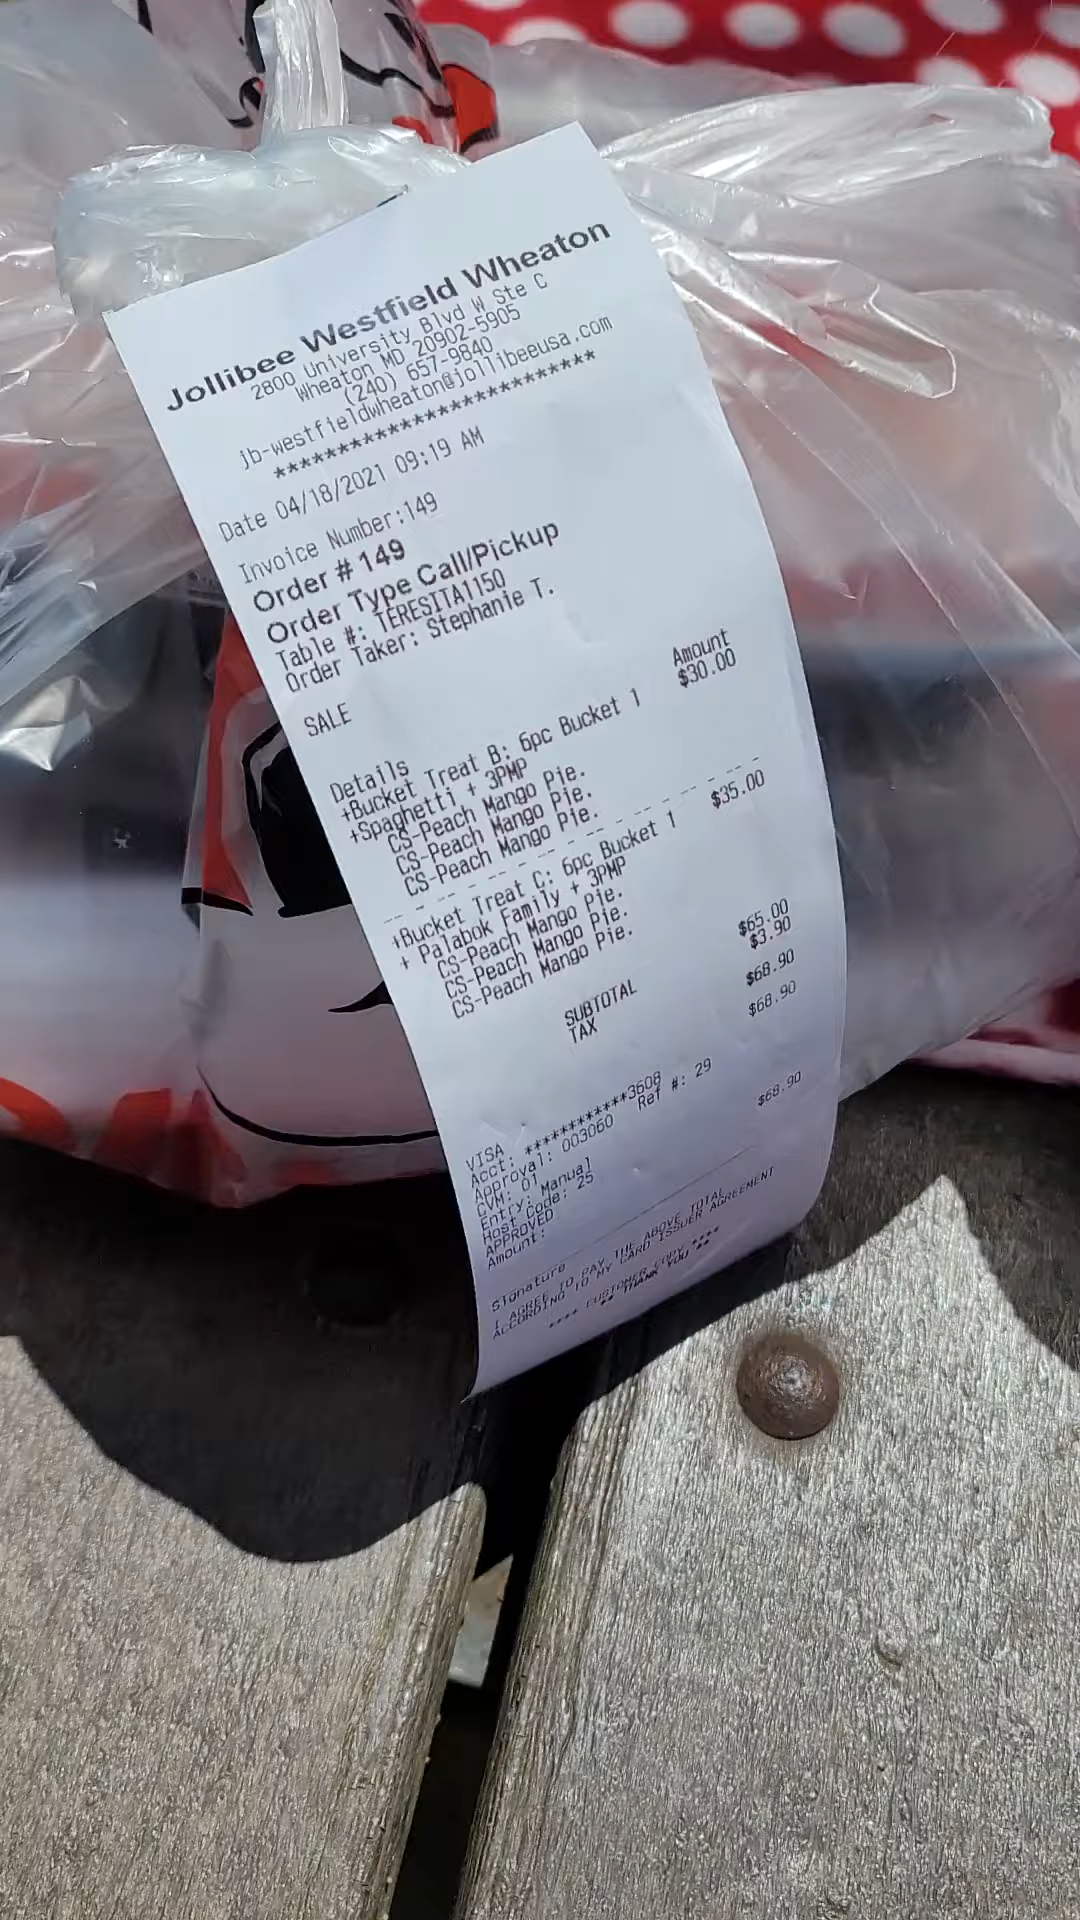 Jollibee Westfield Wheaton
2800 University Blvd W Ste C
Wheaton MD 20902-5905
(240) 657-9840
jb-westfieldwheaton@jollibeeusa.com
****************************
Date 04/18/2021 09:19 AM
Invoice Number:149
Order # 149
Order Type Call/Pickup
Table #: TERESITA1150
Order Taker: Stephanie T.
SALE
Details Amount
+Bucket Treat B: 6pc Bucket 1 $30.00
+Spaghetti + 3PMP
CS-Peach Mango Pie.
CS-Peach Mango Pie.
CS-Peach Mango Pie.
+Bucket Treat C: 6pc Bucket 1 $35.00
+ Palabok Family + 3PMP
CS-Peach Mango Pie.
CS-Peach Mango Pie.
CS-Peach Mango Pie.
SUBTOTAL $65.00
TAX $3.90
$68.90
VISA $68.90
Acct: ************3608
Approval: 003060 Ref #: 29
CVM: 01
Entry: Manual
Host Code: 25
APPROVED
Amount: $68.90
Signature
I AGREE TO PAY THE ABOVE TOTAL
ACCORDING TO MY CARD ISSUER AGREEMENT
**** CUSTOMER COPY ****
** THANK YOU **